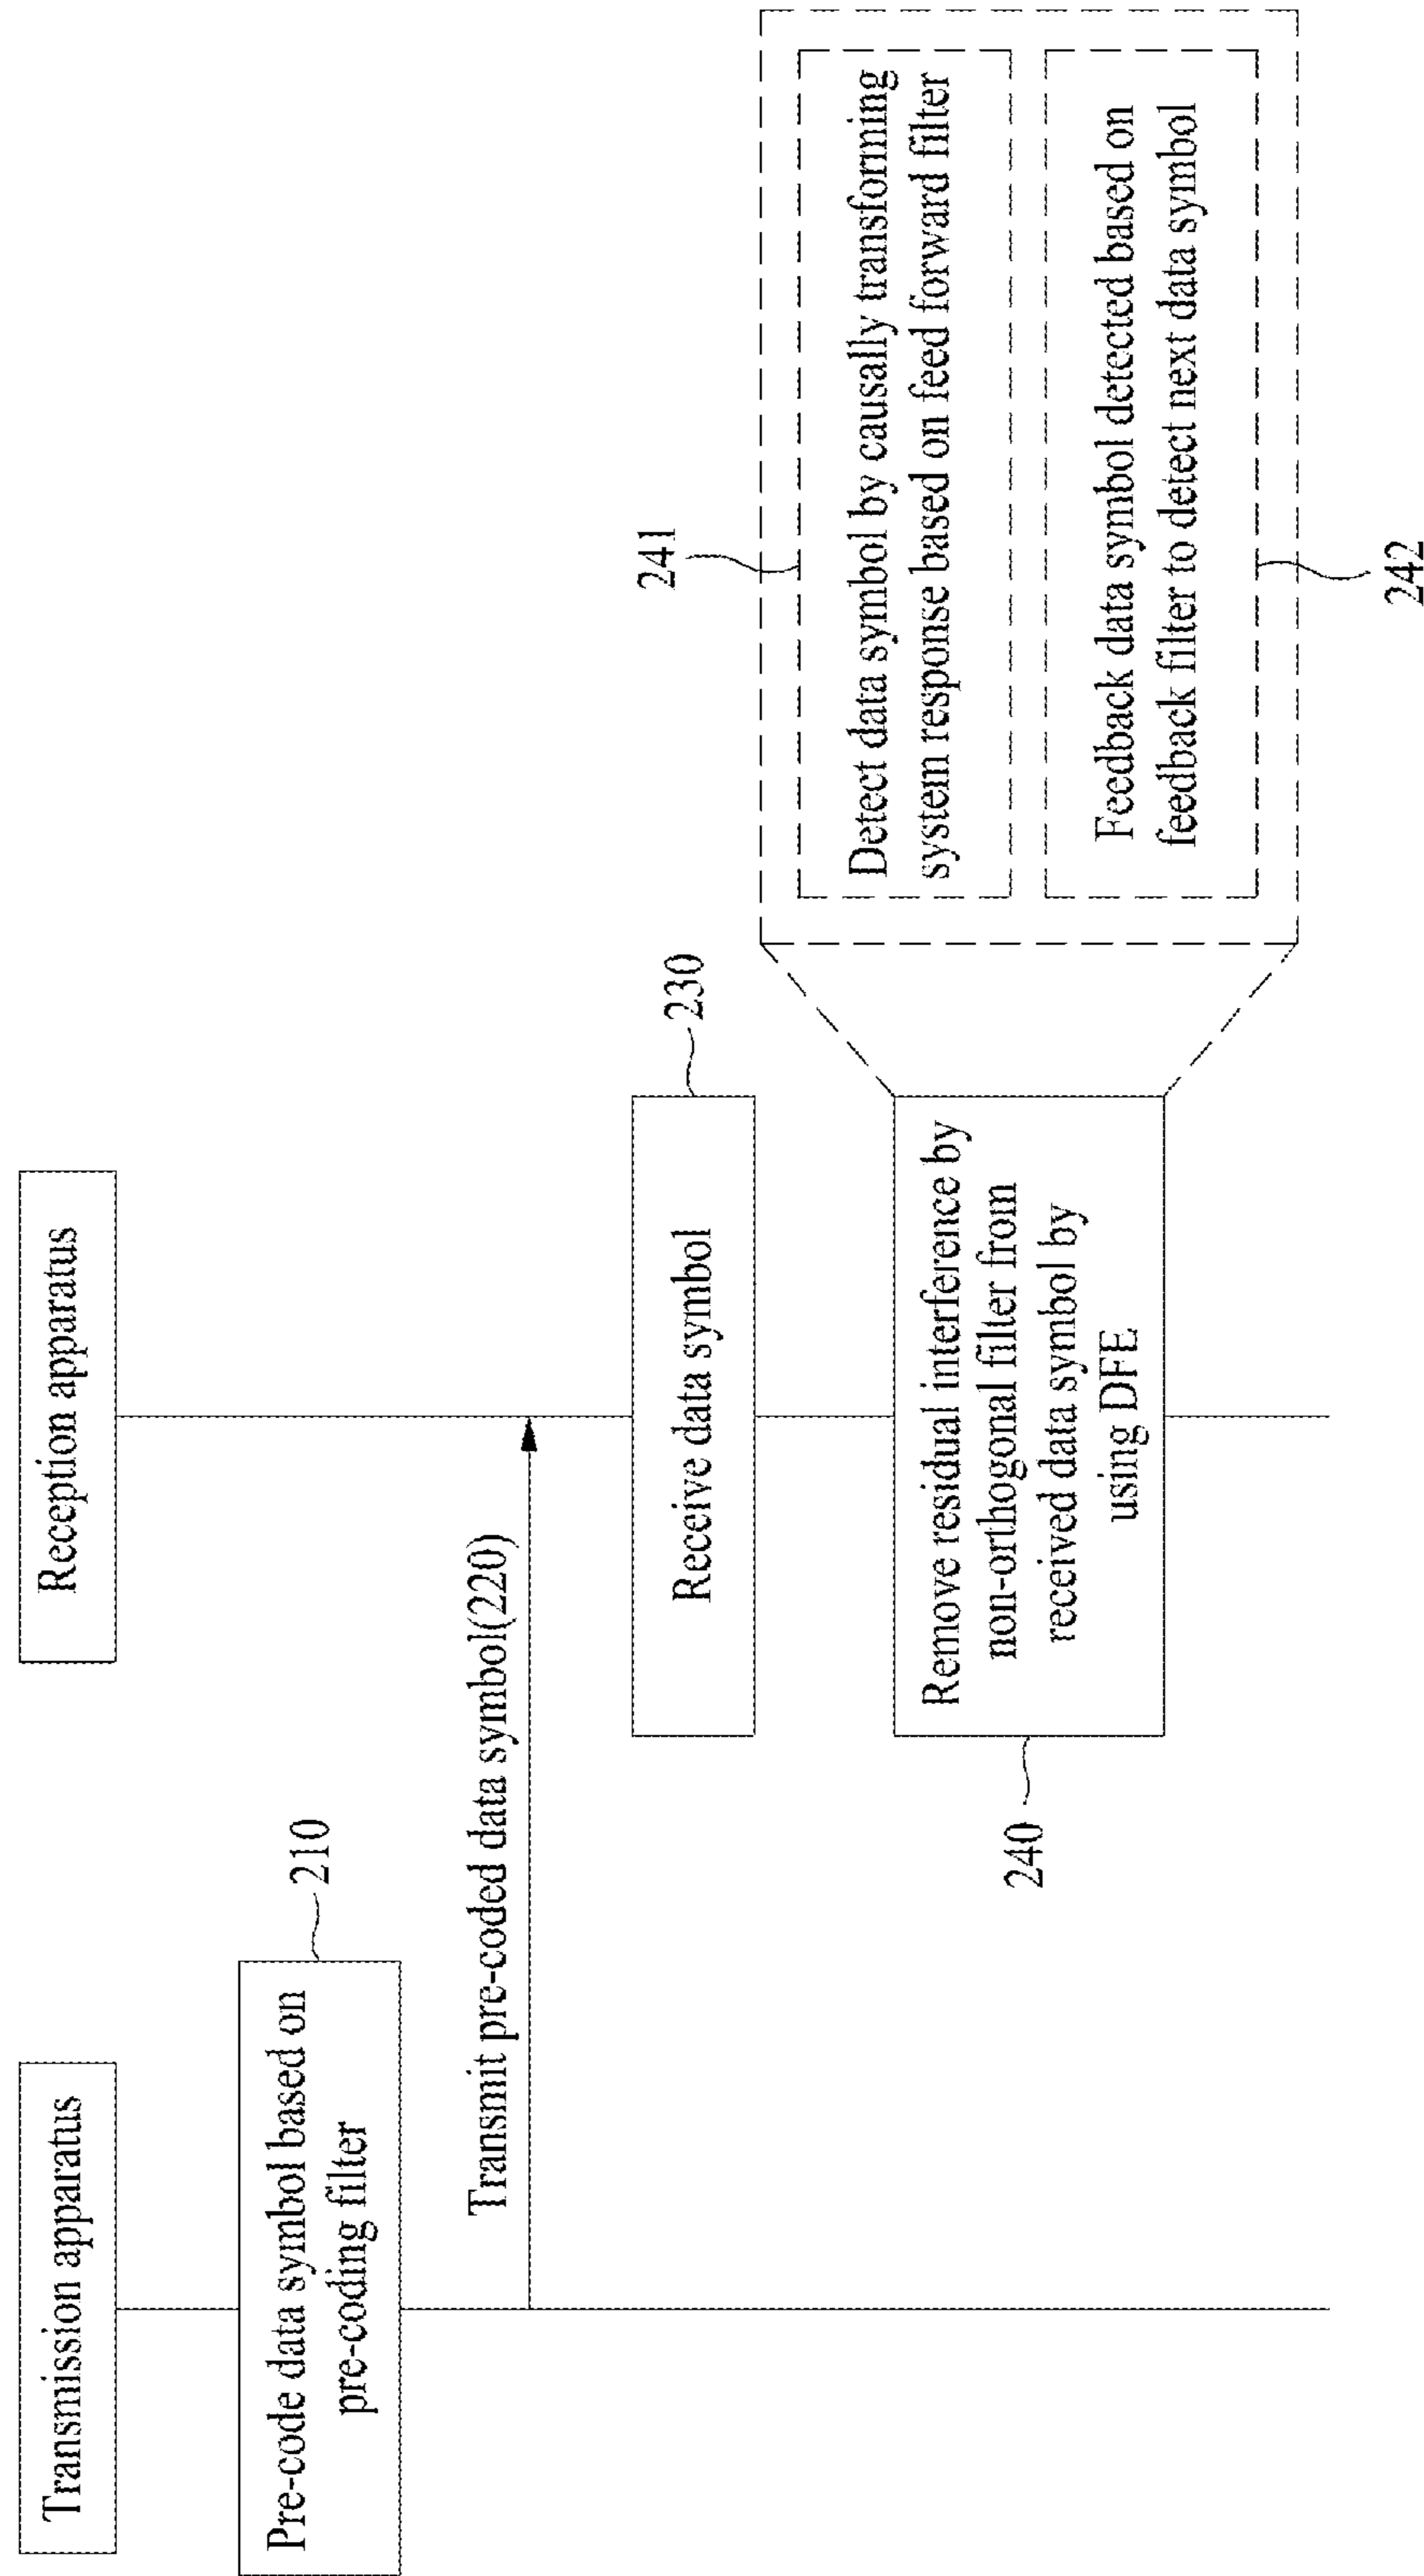 Transmission apparatus
Reception apparatus
Pre-code data symbol based on
pre-coding filter
210
Transmit pre-coded data symbol(220)
Receive data symbol
230
Remove residual interference by
non-orthogonal filter from
received data symbol by
using DFE
240
241
Detect data symbol by causally transforming
system response based on feed forward filter
Feedback data symbol detected based on
feedback filter to detect next data symbol
242